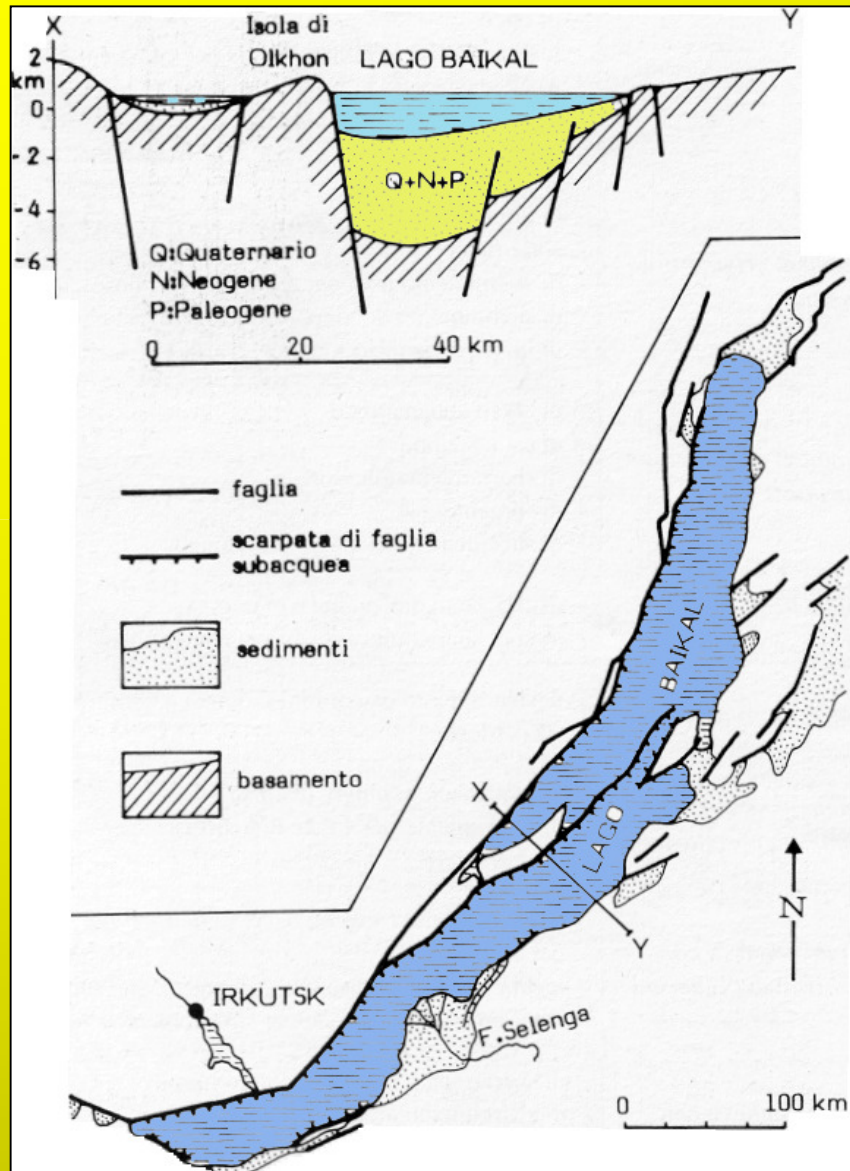 X
Isola di
Olkhon
LAGO BAIKAL
Y
2
km
0
- 2
-4
-6
Q+N+P
Q:Quaternario
N:Neogene
P:Paleogene
0 20 40 km
faglia
scarpata di faglia
subacquea
sedimenti
basamento
BAIKAL
X
LAGO
N
Y
IRKUTSK
F. Selenga
0 100 km